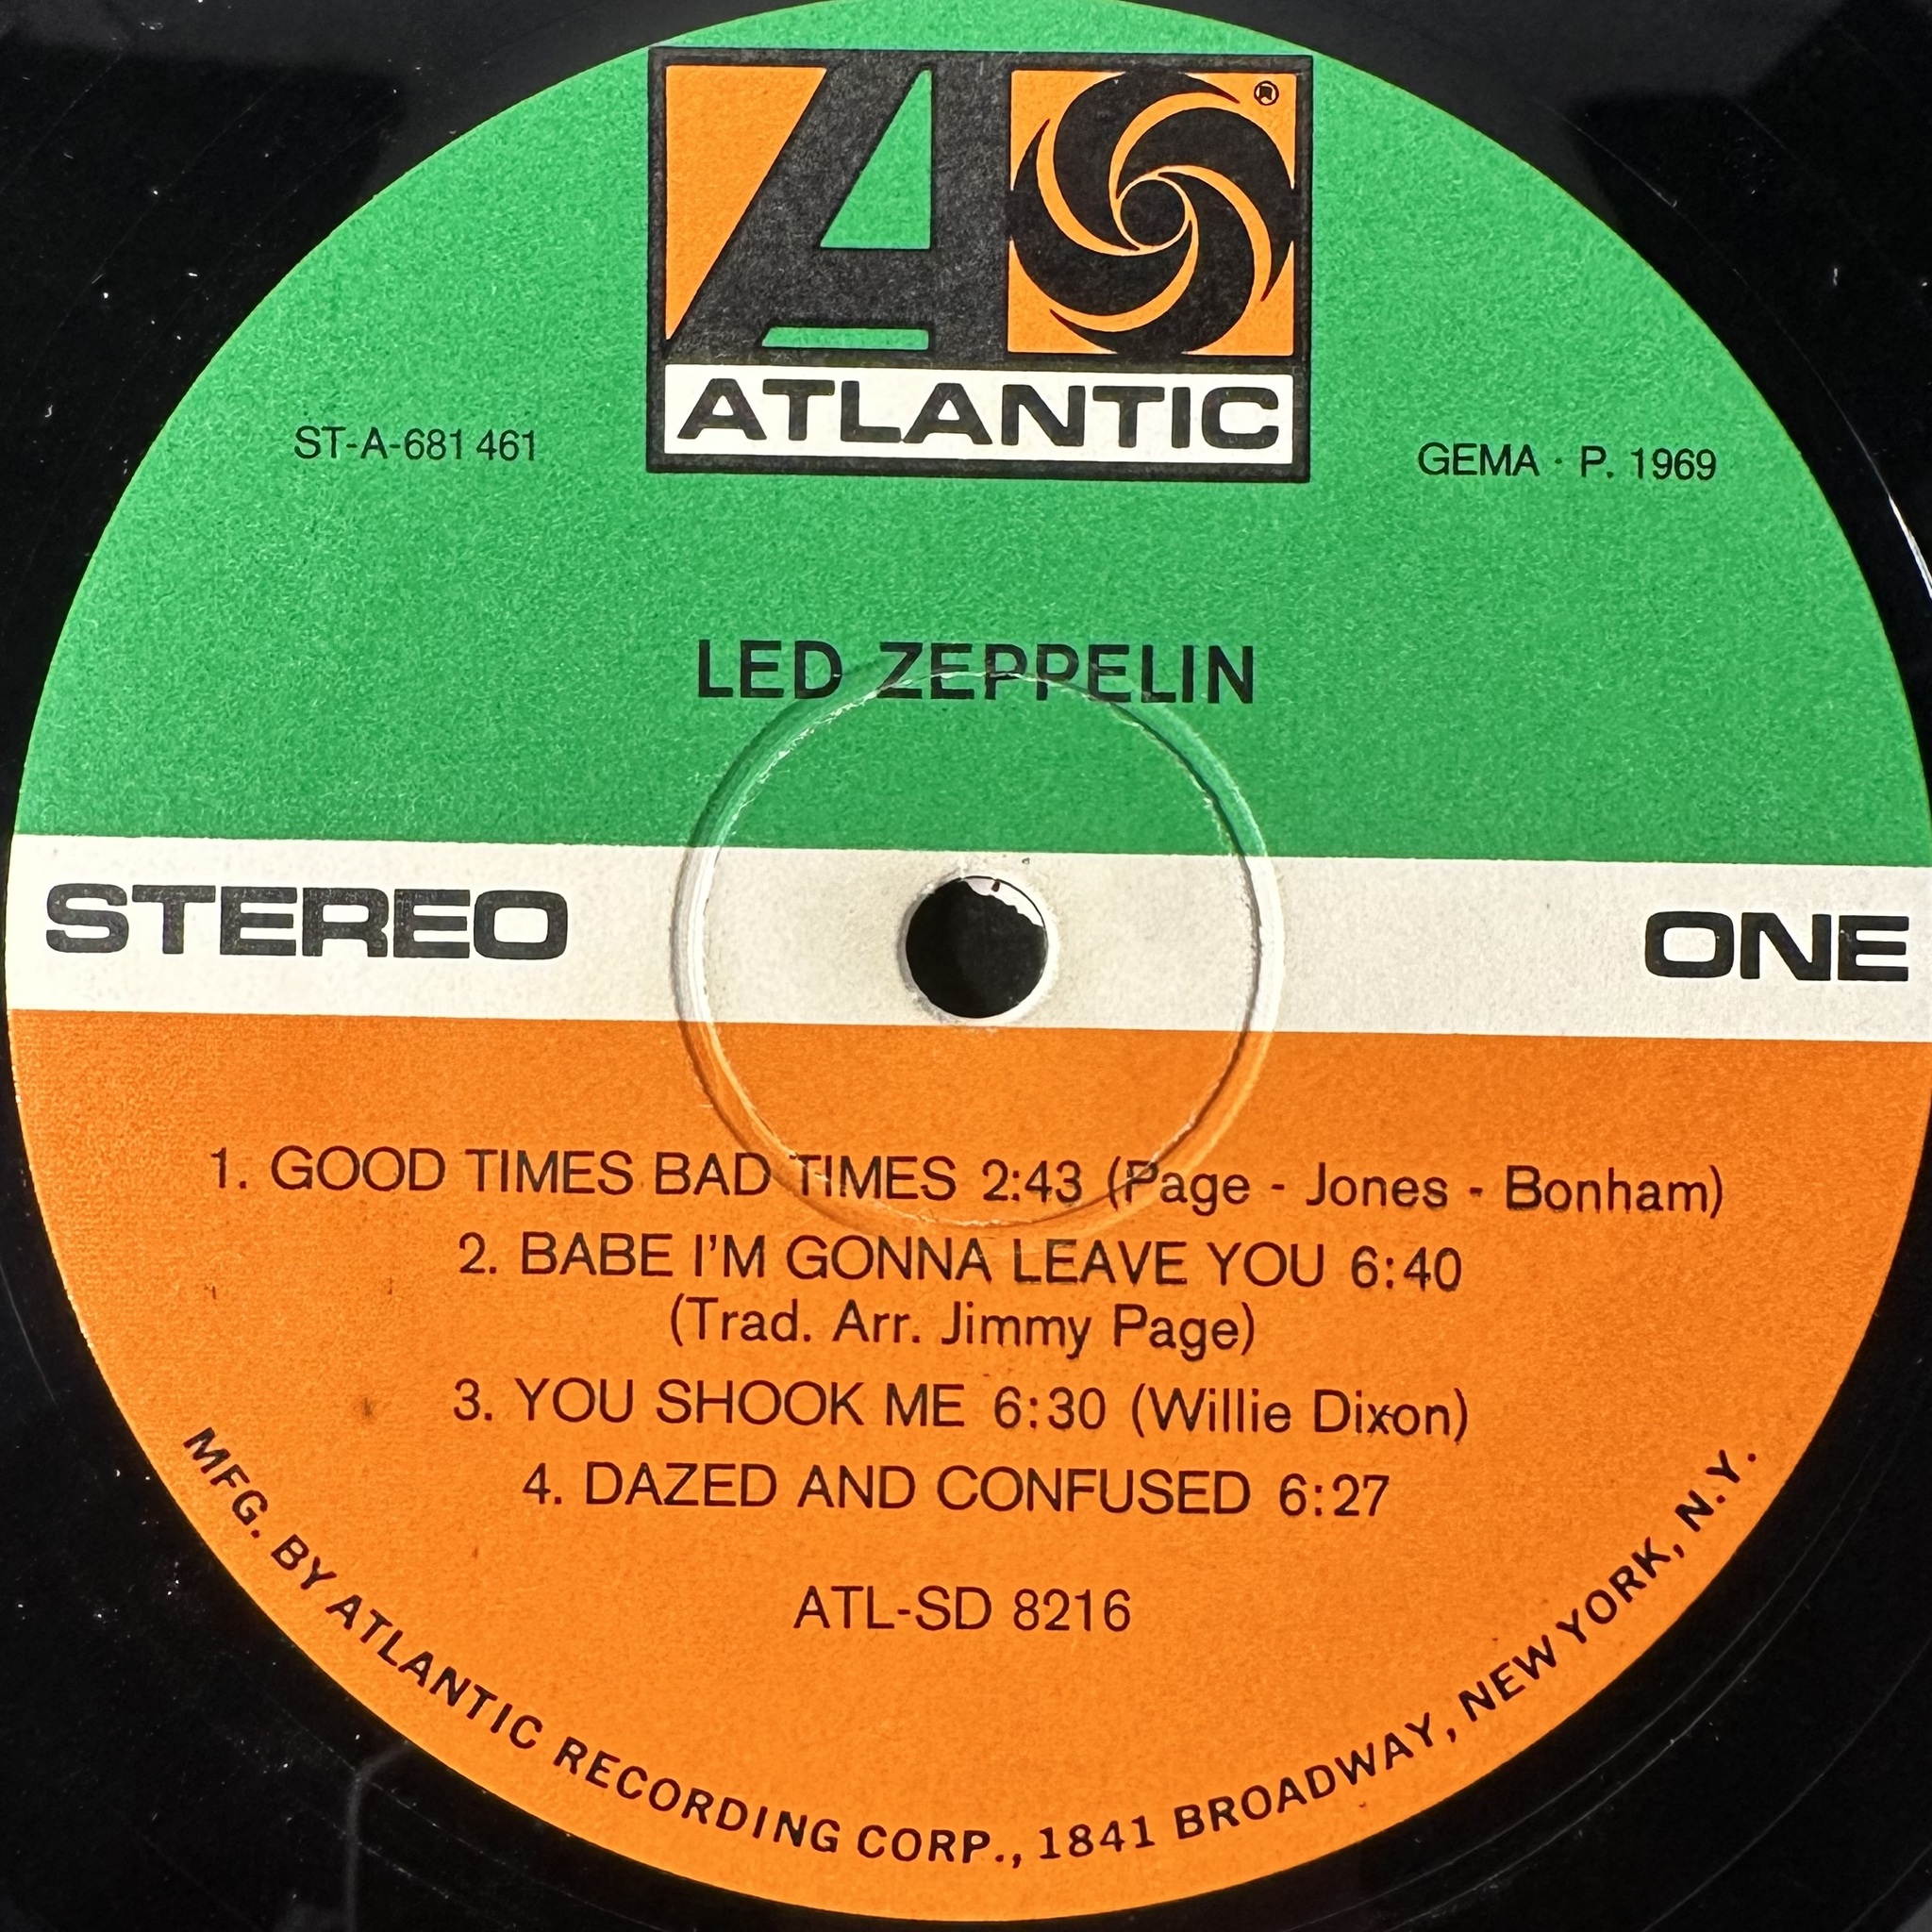 ATLANTIC
®
ST-A-681 461
GEMA · P. 1969
LED ZEPPELIN
STEREO
ONE
1. GOOD TIMES BAD TIMES 2:43 (Page - Jones - Bonham)
2. BABE I'M GONNA LEAVE YOU 6:40
(Trad. Arr. Jimmy Page)
3. YOU SHOOK ME 6:30 (Willie Dixon)
4. DAZED AND CONFUSED 6:27
ATL-SD 8216
MFG. BY ATLANTIC RECORDING CORP., 1841 BROADWAY, NEW YORK, N.Y.